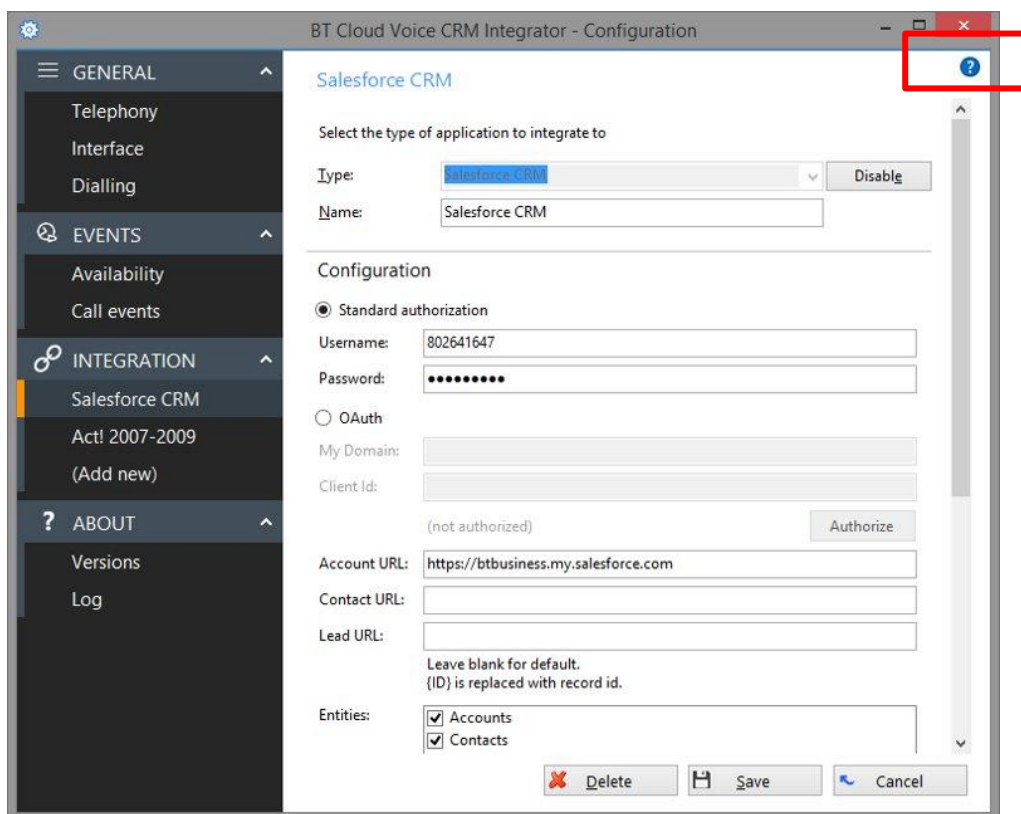 BT Cloud Voice CRM Integrator - Configuration
GENERAL
Telephony
Interface
Dialling
EVENTS
Availability
Call events
INTEGRATION
Salesforce CRM
Act! 2007-2009
(Add new)
? ABOUT
Versions
Log
Salesforce CRM
?
Select the type of application to integrate to
Type: Salesforce CRM Disable
Name: Salesforce CRM
Configuration
Standard authorization
Username: 802641647
Password: ●●●●●●●●●
OAuth
My Domain:
Client Id:
(not authorized) Authorize
Account URL: https://btbusiness.my.salesforce.com
Contact URL:
Lead URL:
Leave blank for default.
{ID} is replaced with record id.
Entities: Accounts
Contacts
Delete Save Cancel